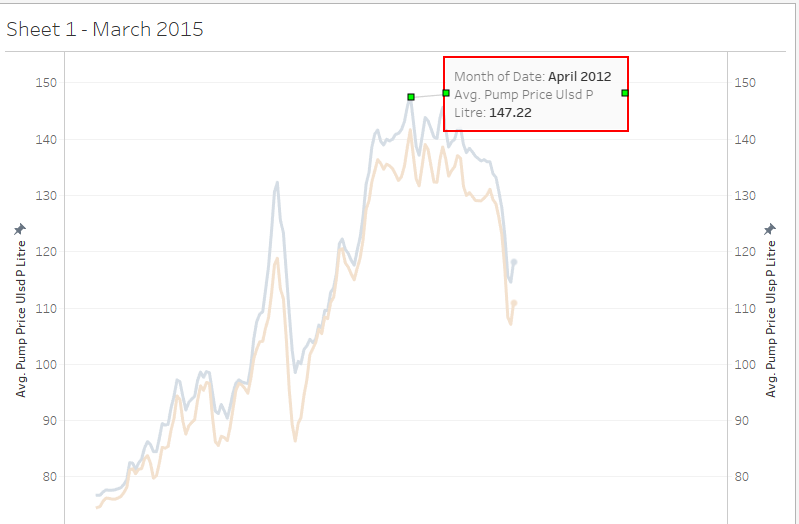 Sheet 1 - March 2015
Month of Date: April 2012
Avg. Pump Price Ulsd P
Litre: 147.22
Avg. Pump Price Ulsd P Litre
150
140
130
120
110
100
90
80
150
140
130
120
110
100
90
80
Avg. Pump Price Ulsp P Litre